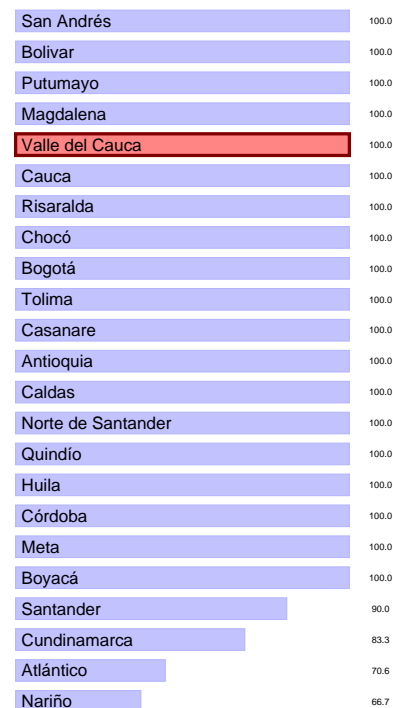 San Andrés 100.0
Bolivar 100.0
Putumayo 100.0
Magdalena 100.0
Valle del Cauca 100.0
Cauca 100.0
Risaralda 100.0
Chocó 100.0
Bogotá 100.0
Tolima 100.0
Casanare 100.0
Antioquia 100.0
Caldas 100.0
Norte de Santander 100.0
Quindío 100.0
Huila 100.0
Córdoba 100.0
Meta 100.0
Boyacá 100.0
Santander 90.0
Cundinamarca 83.3
Atlántico 70.6
Nariño 66.7